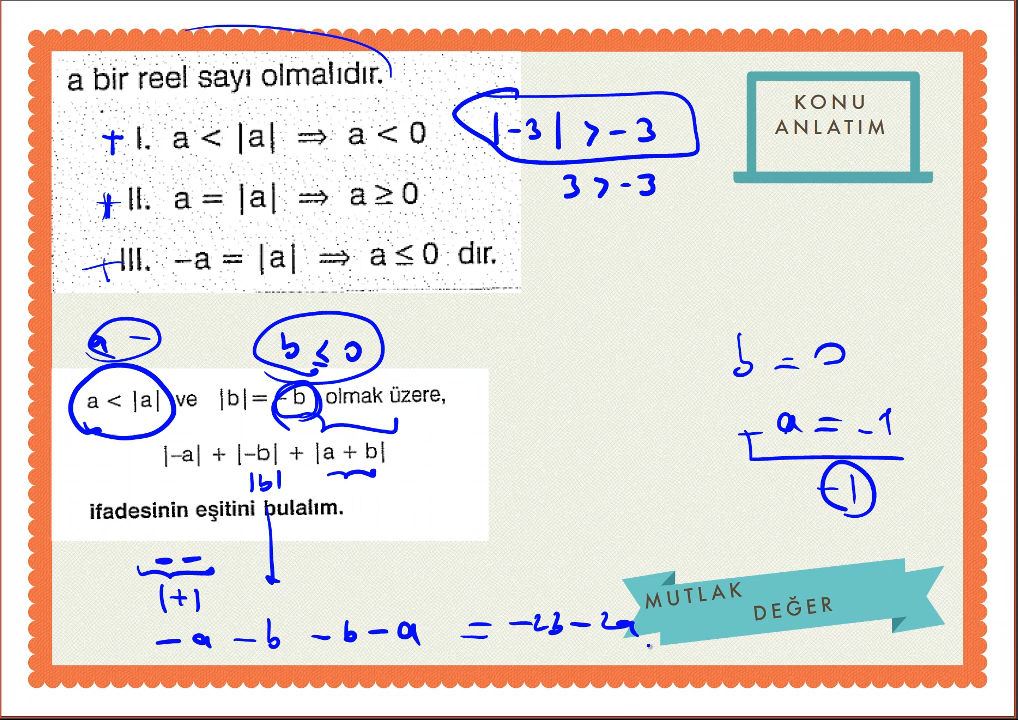 a bir reel sayı olmalıdır.
+ I. a < |a| ⇒ a < 0
+ II. a = |a| ⇒ a ≥ 0
+ III. -a = |a| ⇒ a ≤ 0 dır.
|-3| > -3
3 > -3
KONU
ANLATIM
a -
b ≤ 0
a < |a| ve |b| = -b olmak üzere,
|-a| + |-b| + |a + b|
|b|
ifadesinin eşitini bulalım.
b = 0
+ a = -1
-1
- -
|+|
-a -b -b-a = -2b-2a
MUTLAK
DEĞER